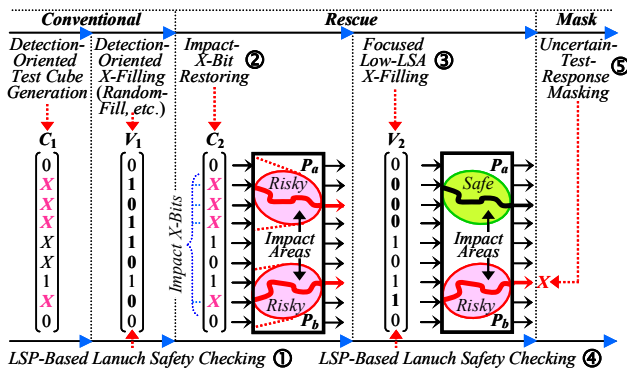 Conventional
Rescue
Mask
Detection-
Oriented
Test Cube
Generation
Detection-
Oriented
X-Filling
(Random-
Fill, etc.)
Impact-
X-Bit
Restoring
②
Focused
Low-LSA
X-Filling
③
Uncertain-
Test-
Response
Masking
⑤
C1
0
X
X
X
X
X
1
X
0
V1
0
1
0
1
1
0
1
0
0
Impact X-Bits
C2
0
X
X
X
1
0
1
X
0
Pa
Risky
Impact
Areas
Risky
Pb
V2
0
0
0
0
1
0
1
1
0
Pa
Safe
Impact
Areas
Risky
Pb
X
LSP-Based Lanuch Safety Checking ①
LSP-Based Lanuch Safety Checking ④